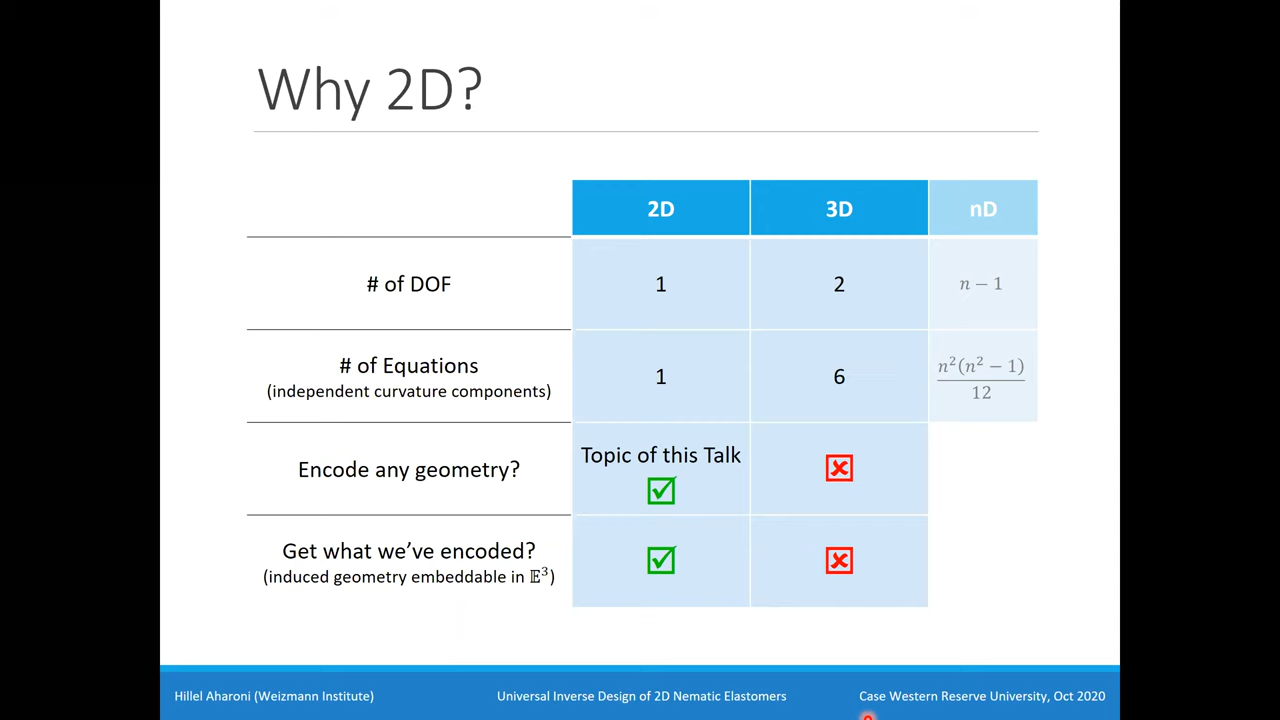 Why 2D?
2D 3D nD
# of DOF 1 2 n − 1
# of Equations
(independent curvature components)
1 6 n²(n² − 1)
12
Topic of this Talk
Encode any geometry?
Get what we’ve encoded?
(induced geometry embeddable in 𝔼³)
Hillel Aharoni (Weizmann Institute) Universal Inverse Design of 2D Nematic Elastomers Case Western Reserve University, Oct 2020